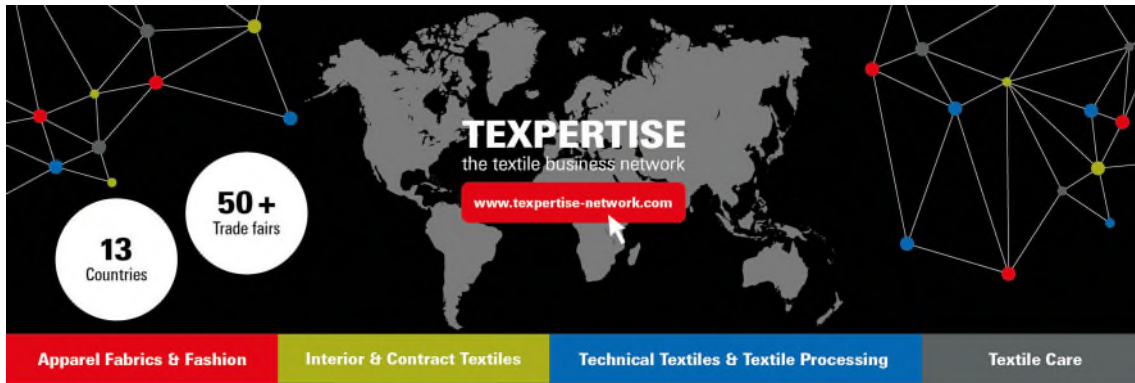 TEXPERTISE
the textile business network
www.texpertise-network.com
50 +
Trade fairs
13
Countries
Apparel Fabrics & Fashion
Interior & Contract Textiles
Technical Textiles & Textile Processing
Textile Care